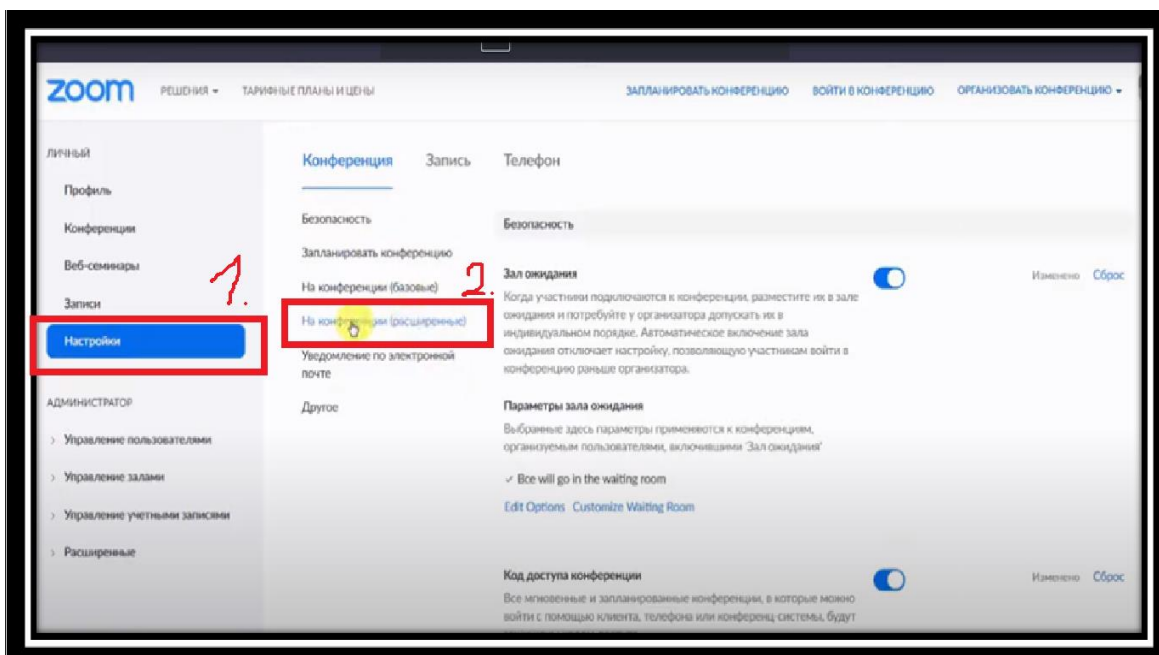 zoom РЕШЕНИЯ ТАРИФНЫЕ ПЛАНЫ И ЦЕНЫ ЗАПЛАНИРОВАТЬ КОНФЕРЕНЦИЮ ВОЙТИ В КОНФЕРЕНЦИЮ ОРГАНИЗОВАТЬ КОНФЕРЕНЦИЮ
ЛИЧНЫЙ
Профиль
Конференции
Веб-семинары
Записи
1.
Настройки
АДМИНИСТРАТОР
Управление пользователями
Управление залами
Управление учетными записями
Расширенные
Конференция Запись Телефон
Безопасность
Запланировать конференцию
На конференции (базовые)
2.
На конференции (расширенные)
Уведомление по электронной
почте
Другое
Безопасность
Зал ожидания
Изменено Сброс
Когда участники подключаются к конференции, разместите их в зале
ожидания и потребуйте у организатора допускать их в
индивидуальном порядке. Автоматическое включение зала
ожидания отключает настройку, позволяющую участникам войти в
конференцию раньше организатора.
Параметры зала ожидания
Выбранные здесь параметры применяются к конференциям,
организуемым пользователями, включившими 'Зал ожидания'
✓ Все will go in the waiting room
Edit Options Customize Waiting Room
Код доступа конференции
Изменено Сброс
Все мгновенные и запланированные конференции, в которые можно
войти с помощью клиента, телефона или конференц-системы, будут